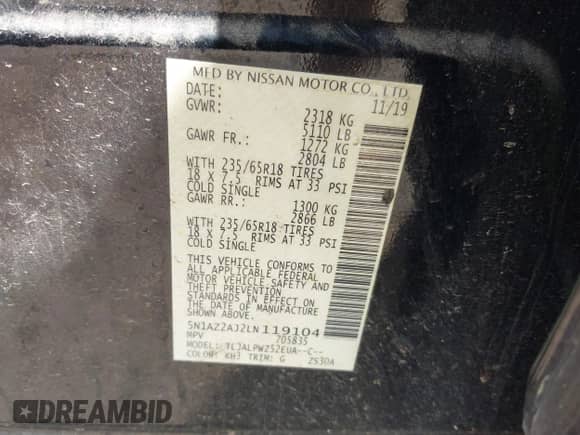 MFD BY NISSAN MOTOR CO., LTD.
DATE: 11/19
GVWR: 2318 KG
5110 LB
GAWR FR.: 1272 KG
2804 LB
WITH 235/65R18 TIRES
18 X 7.5 RIMS AT 33 PSI
COLD SINGLE
GAWR RR.: 1300 KG
2866 LB
WITH 235/65R18 TIRES
18 X 7.5 RIMS AT 33 PSI
COLD SINGLE
THIS VEHICLE CONFORMS TO
ALL APPLICABLE FEDERAL
MOTOR VEHICLE SAFETY AND
THEFT PREVENTION
STANDARDS IN EFFECT ON
THE DATE OF MANUFACTURE
SHOWN ABOVE.
5N1AZ2AJ2LN119104
MPV 205835
MODEL: TLJALPWZ52EUA--C--
COLOR: KH3 TRIM: G ZS30A
DREAMBID